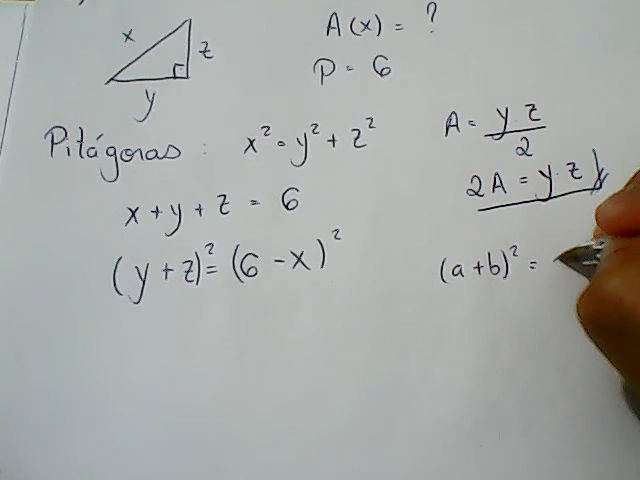 x
z
y
A(x) = ?
P = 6
Pitágoras : x² = y² + z²
A = y·z / 2
2A = y·z
x + y + z = 6
(y + z)² = (6 - x)²
(a + b)² =